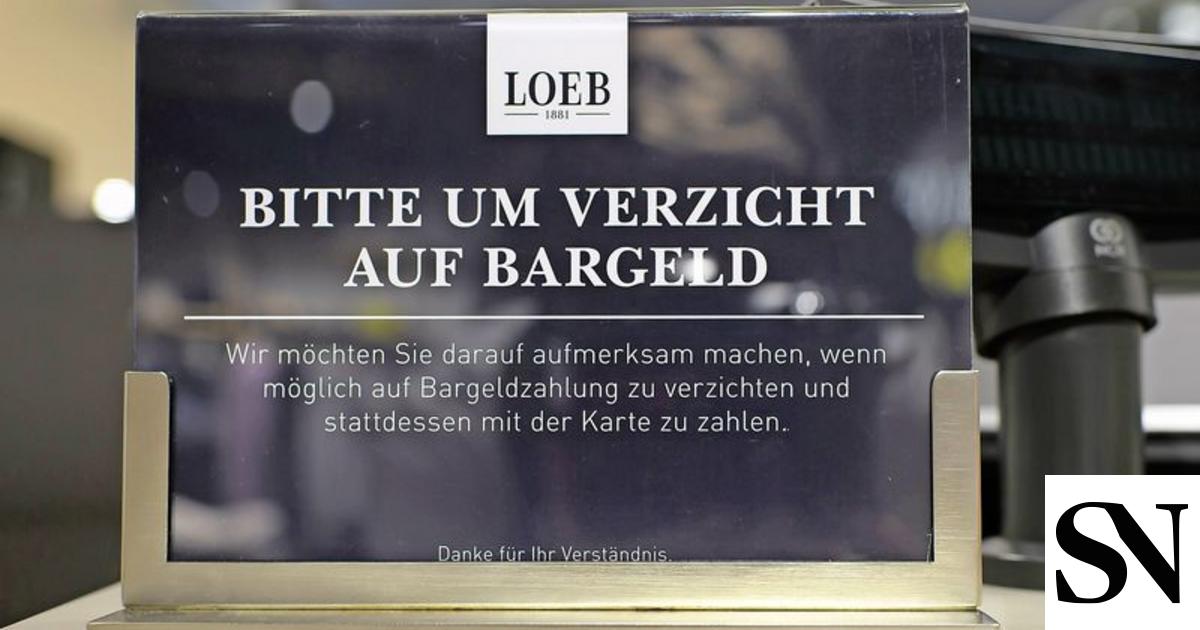 LOEB
1881
BITTE UM VERZICHT
AUF BARGELD
Wir möchten Sie darauf aufmerksam machen, wenn
möglich auf Bargeldzahlung zu verzichten und
stattdessen mit der Karte zu zahlen.
Danke für Ihr Verständnis.
SN